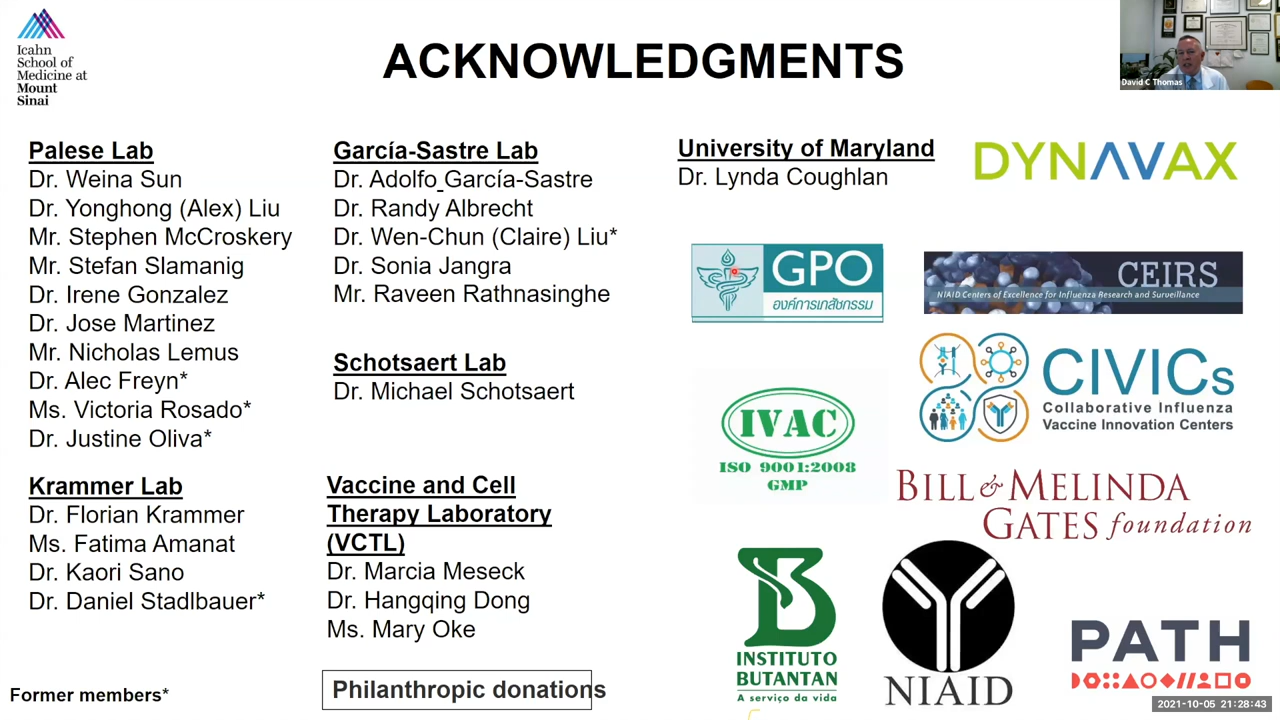 Icahn
School of
Medicine at
Mount
Sinai
ACKNOWLEDGMENTS
David C Thomas
Palese Lab
Dr. Weina Sun
Dr. Yonghong (Alex) Liu
Mr. Stephen McCroskery
Mr. Stefan Slamanig
Dr. Irene Gonzalez
Dr. Jose Martinez
Mr. Nicholas Lemus
Dr. Alec Freyn*
Ms. Victoria Rosado*
Dr. Justine Oliva*
Krammer Lab
Dr. Florian Krammer
Ms. Fatima Amanat
Dr. Kaori Sano
Dr. Daniel Stadlbauer*
Former members*
García-Sastre Lab
Dr. Adolfo García-Sastre
Dr. Randy Albrecht
Dr. Wen-Chun (Claire) Liu*
Dr. Sonia Jangra
Mr. Raveen Rathnasinghe
Schotsaert Lab
Dr. Michael Schotsaert
Vaccine and Cell
Therapy Laboratory
(VCTL)
Dr. Marcia Meseck
Dr. Hangqing Dong
Ms. Mary Oke
Philanthropic donations
University of Maryland
Dr. Lynda Coughlan
DYNAVAX
GPO
องค์การเภสัชกรรม
CEIRS
NIAID Centers of Excellence for Influenza Research and Surveillance
CIVICs
Collaborative Influenza
Vaccine Innovation Centers
IVAC
ISO 9001:2008
GMP
BILL & MELINDA
GATES foundation
INSTITUTO
BUTANTAN
A serviço da vida
NIAID
PATH
2021-10-05 21:28:43